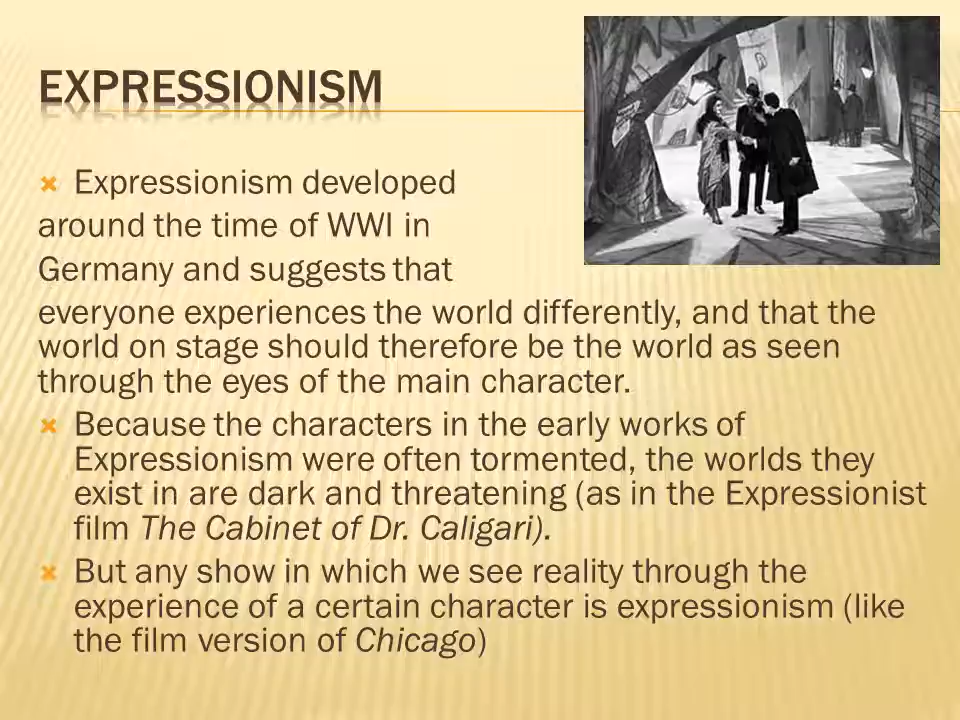 EXPRESSIONISM
Expressionism developed
around the time of WWI in
Germany and suggests that
everyone experiences the world differently, and that the
world on stage should therefore be the world as seen
through the eyes of the main character.
Because the characters in the early works of
Expressionism were often tormented, the worlds they
exist in are dark and threatening (as in the Expressionist
film The Cabinet of Dr. Caligari).
But any show in which we see reality through the
experience of a certain character is expressionism (like
the film version of Chicago)